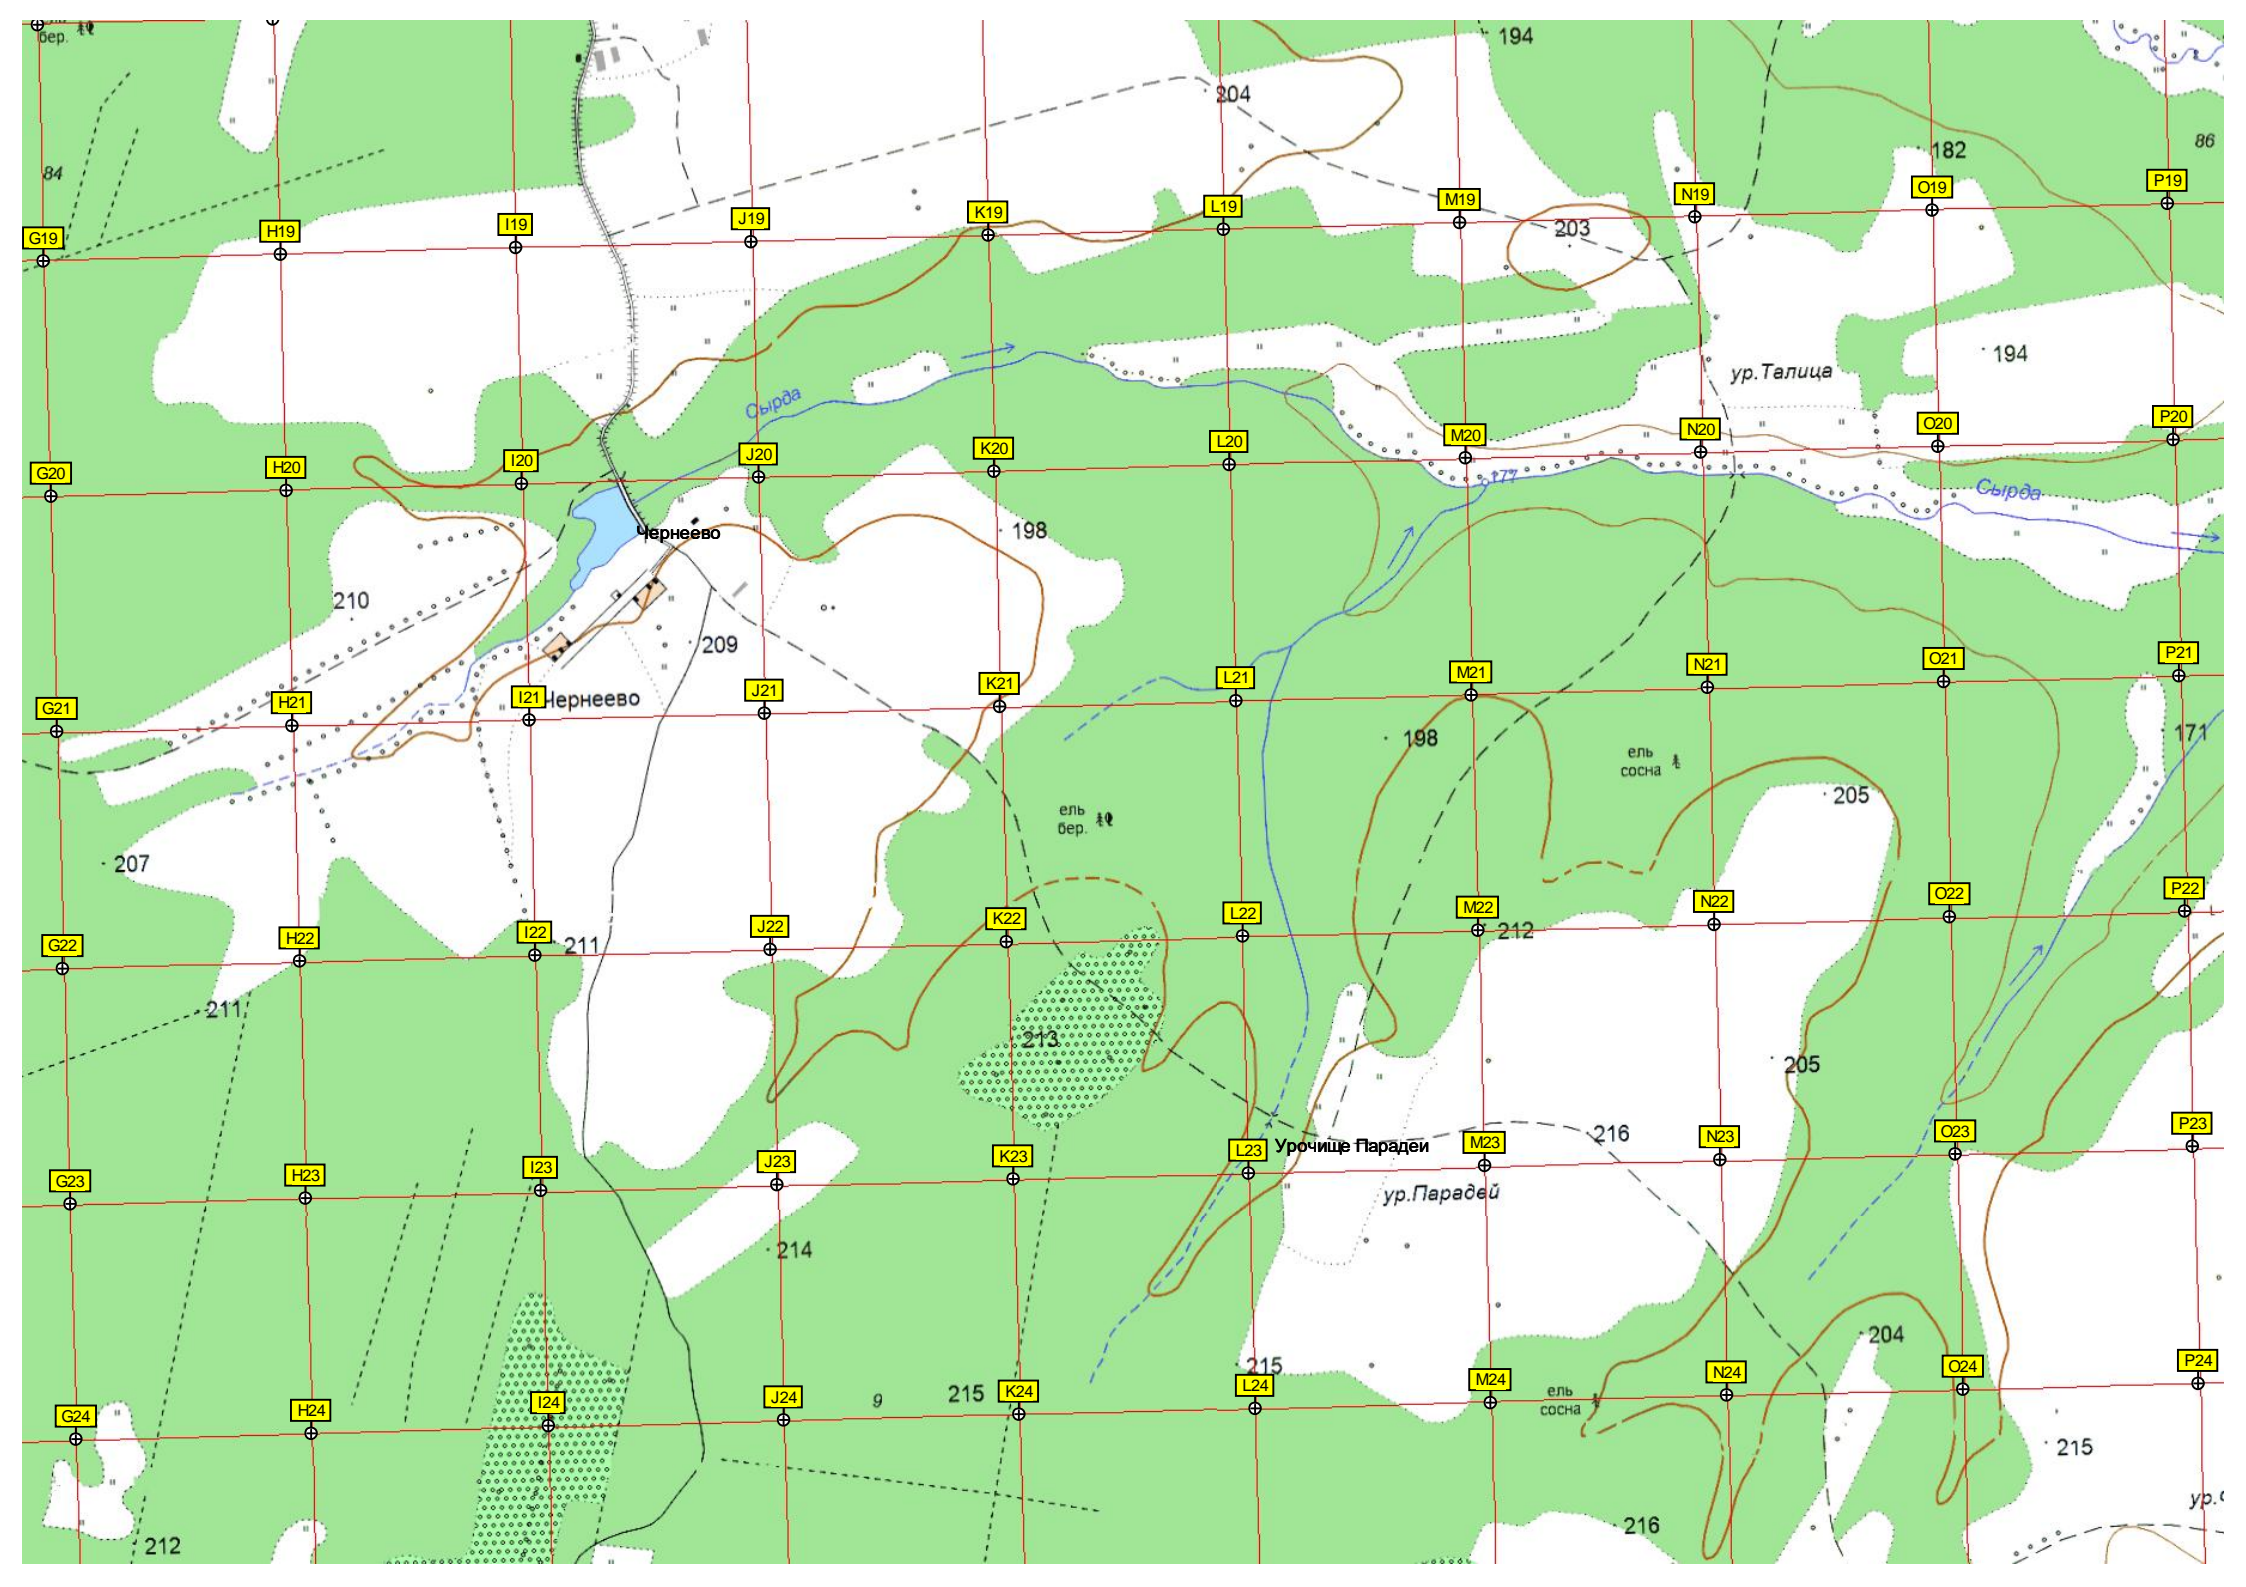 бер.
194
204
182
86
84
P19
O19
N19
M19
L19
K19
J19
I19
H19
G19
203
194
ур.Талица
Сырда
P20
O20
N20
M20
L20
K20
J20
I20
H20
G20
177
Сырда
198
Чернеево
210
209
P21
O21
N21
M21
L21
K21
J21
I21
H21
G21
Чернеево
171
198
ель
сосна
205
ель
бер.
207
P22
O22
N22
M22
L22
K22
J22
I22
H22
G22
212
211
211
213
205
P23
O23
N23
M23
L23
K23
J23
I23
H23
G23
216
Урочище Парадеи
ур.Парадей
214
204
215
P24
O24
N24
M24
L24
K24
J24
I24
H24
G24
9
215
ель
сосна
215
216
212